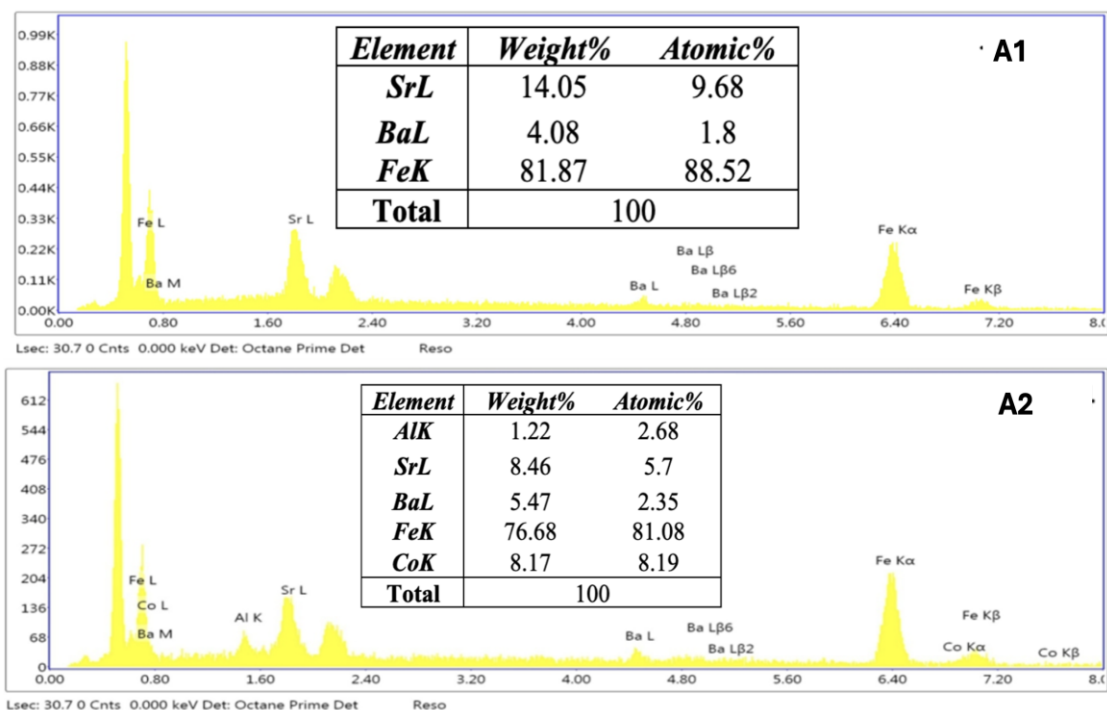 A1
Element Weight% Atomic%
SrL 14.05 9.68
BaL 4.08 1.8
FeK 81.87 88.52
Total 100
0.99K
0.88K
0.77K
0.66K
0.55K
0.44K
0.33K
0.22K
0.11K
0.00K
Fe L
Ba M
Sr L
Ba L
Ba Lβ
Ba Lβ6
Ba Lβ2
Fe Kα
Fe Kβ
0.00 0.80 1.60 2.40 3.20 4.00 4.80 5.60 6.40 7.20 8.0
Lsec: 30.7 0 Cnts 0.000 keV Det: Octane Prime Det Reso
A2
Element Weight% Atomic%
AlK 1.22 2.68
SrL 8.46 5.7
BaL 5.47 2.35
FeK 76.68 81.08
CoK 8.17 8.19
Total 100
612
544
476
408
340
272
204
136
68
0
Fe L
Co L
Ba M
Al K
Sr L
Ba L
Ba Lβ6
Ba Lβ2
Fe Kα
Fe Kβ
Co Kα
Co Kβ
0.00 0.80 1.60 2.40 3.20 4.00 4.80 5.60 6.40 7.20 8.0
Lsec: 30.7 0 Cnts 0.000 keV Det: Octane Prime Det Reso